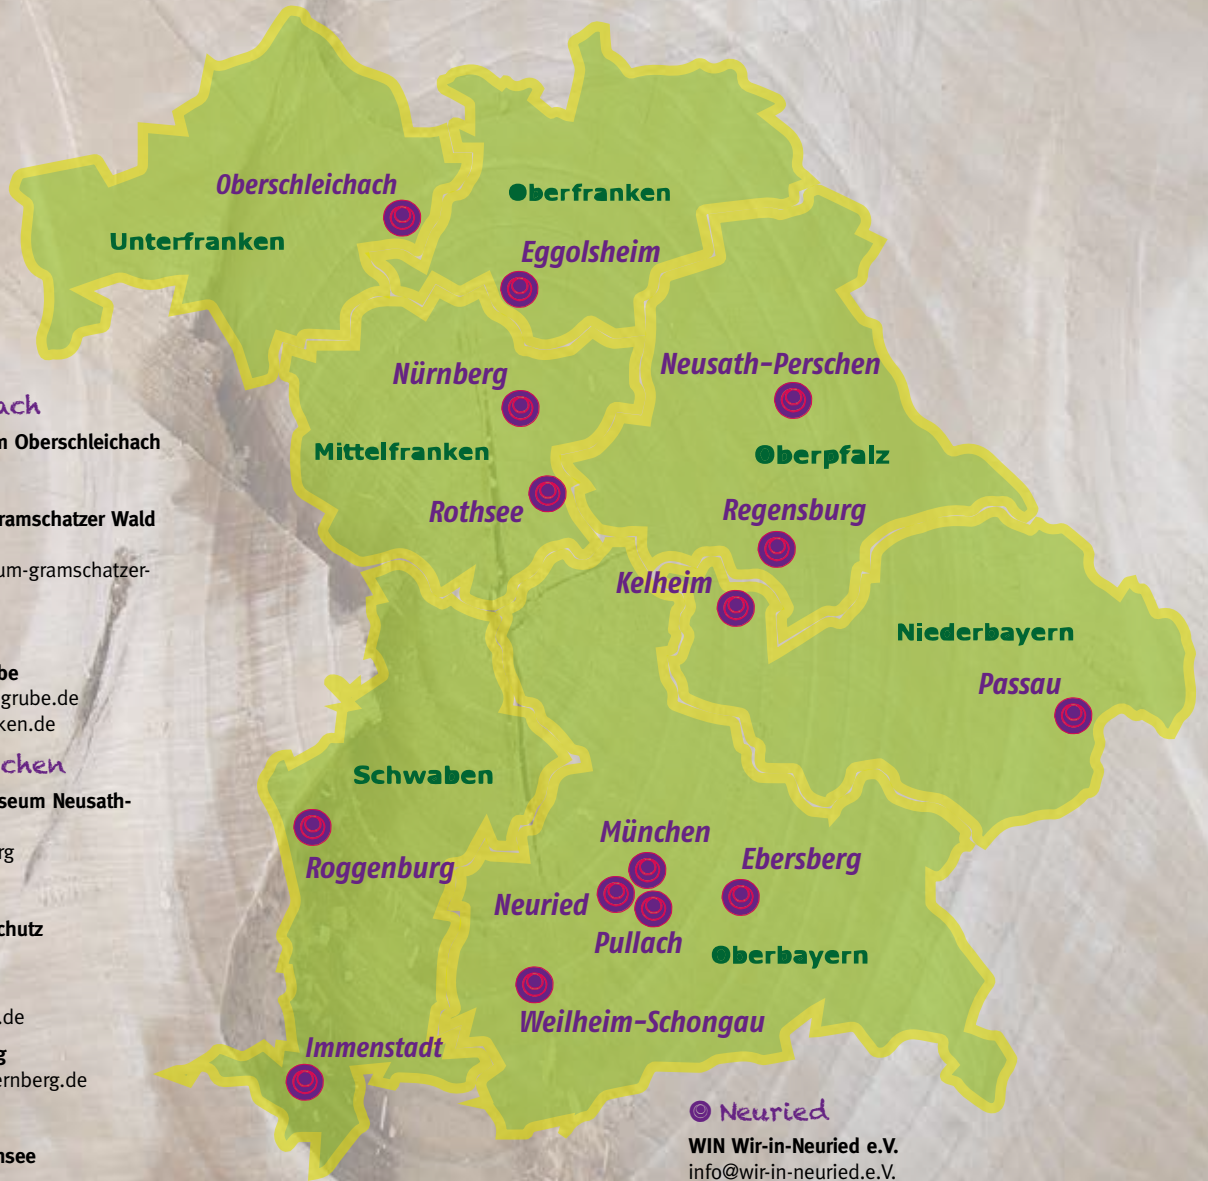 Oberschleichach
Oberfranken
Unterfranken
Eggolsheim
Nürnberg
Neusath-Perschen
Mittelfranken
Oberpfalz
Rothsee
Regensburg
Kelheim
Niederbayern
Passau
Schwaben
München
Ebersberg
Roggenburg
Neuried
Pullach
Oberbayern
Weilheim-Schongau
Immenstadt
ach
Oberschleichach
ramschatzer Wald
um-gramschatzer-
be
grube.de
ken.de
chen
seum Neusath-
rg
chutz
.de
g
ernberg.de
nsee
Neuried
WIN Wir-in-Neuried e.V.
info@wir-in-neuried.e.V.